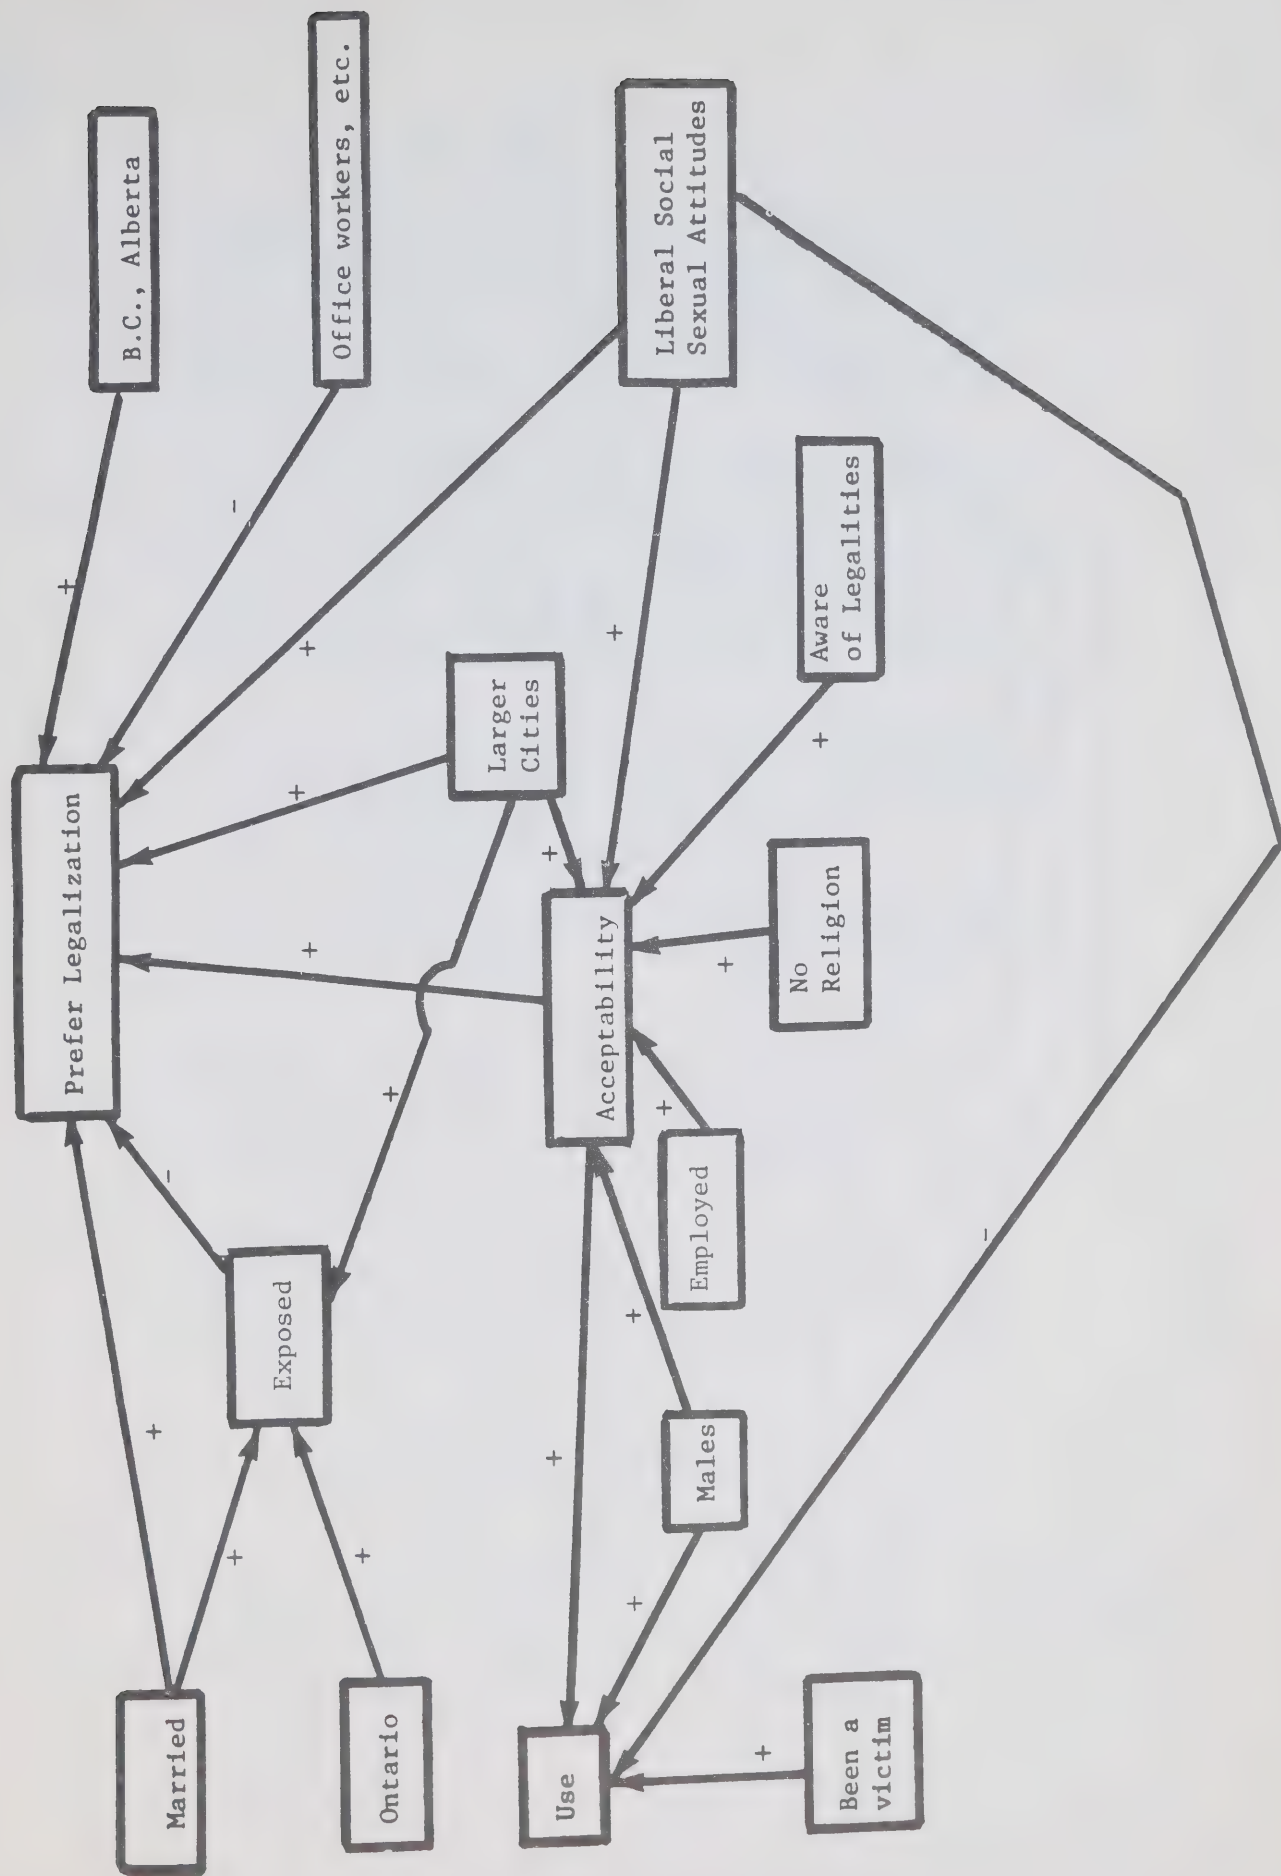 Married
+
Prefer Legalization
+
B.C., Alberta
+
-
Exposed
Ontario
+
+
+
+
+
-
Office workers, etc.
Larger
Cities
Use
+
Acceptability
+
+
Liberal Social
Sexual Attitudes
+
Males
+
Employed
+
+
No
Religion
+
Aware
of Legalities
Been a
victim
+
-